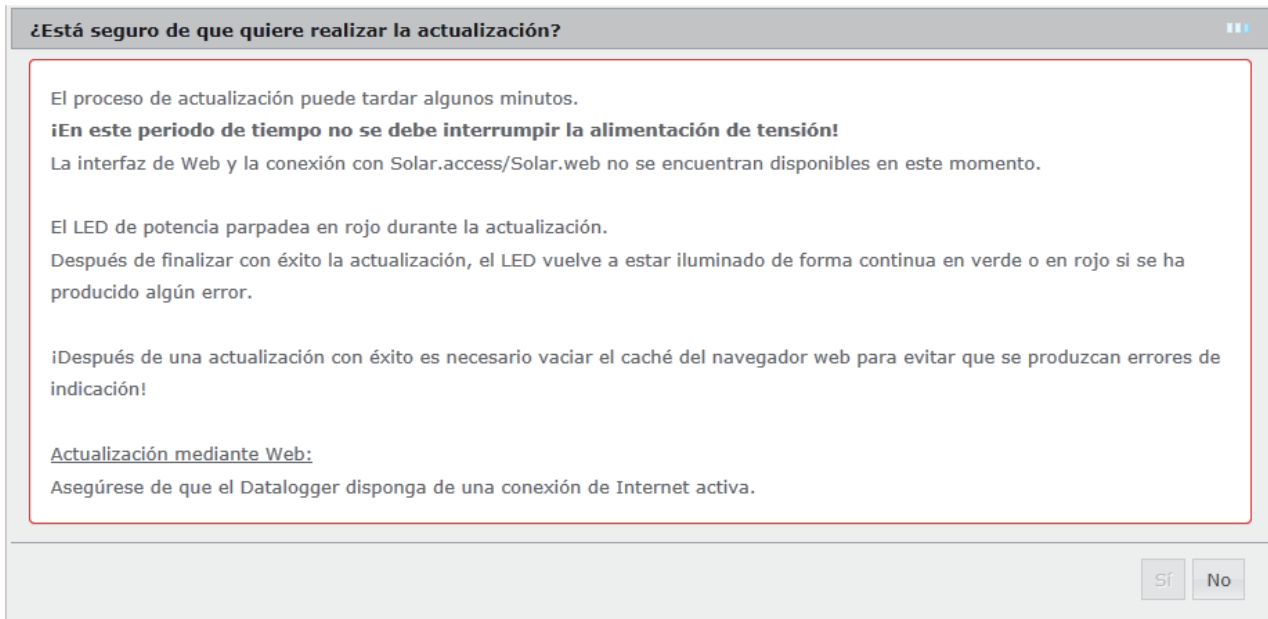 ¿Está seguro de que quiere realizar la actualización?
El proceso de actualización puede tardar algunos minutos.
¡En este periodo de tiempo no se debe interrumpir la alimentación de tensión!
La interfaz de Web y la conexión con Solar.access/Solar.web no se encuentran disponibles en este momento.
El LED de potencia parpadea en rojo durante la actualización.
Después de finalizar con éxito la actualización, el LED vuelve a estar iluminado de forma continua en verde o en rojo si se ha
producido algún error.
¡Después de una actualización con éxito es necesario vaciar el caché del navegador web para evitar que se produzcan errores de
indicación!
Actualización mediante Web:
Asegúrese de que el Datalogger disponga de una conexión de Internet activa.
Sí No